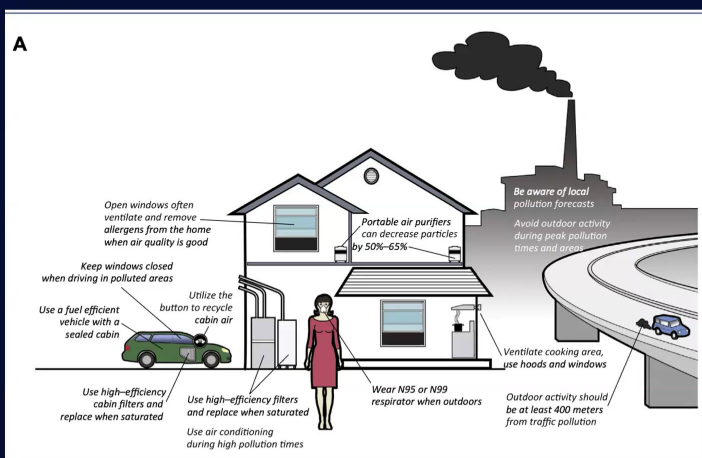 A
Open windows often
ventilate and remove
allergens from the home
when air quality is good
Portable air purifiers
can decrease particles
by 50%–65%
Be aware of local
pollution forecasts
Avoid outdoor activity
during peak pollution
times and areas
Keep windows closed
when driving in polluted areas
Use a fuel efficient
vehicle with a
sealed cabin
Utilize the
button to recycle
cabin air
Use high–efficiency
cabin filters and
replace when saturated
Use high–efficiency filters
and replace when saturated
Use air conditioning
during high pollution times
Wear N95 or N99
respirator when outdoors
Ventilate cooking area,
use hoods and windows
Outdoor activity should
be at least 400 meters
from traffic pollution